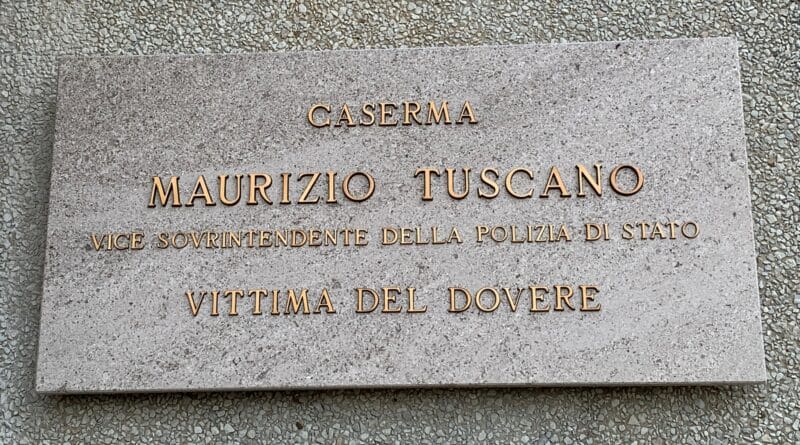 CASERMA
MAURIZIO TUSCANO
VICE SOVRINTENDENTE DELLA POLIZIA DI STATO
VITTIMA DEL DOVERE